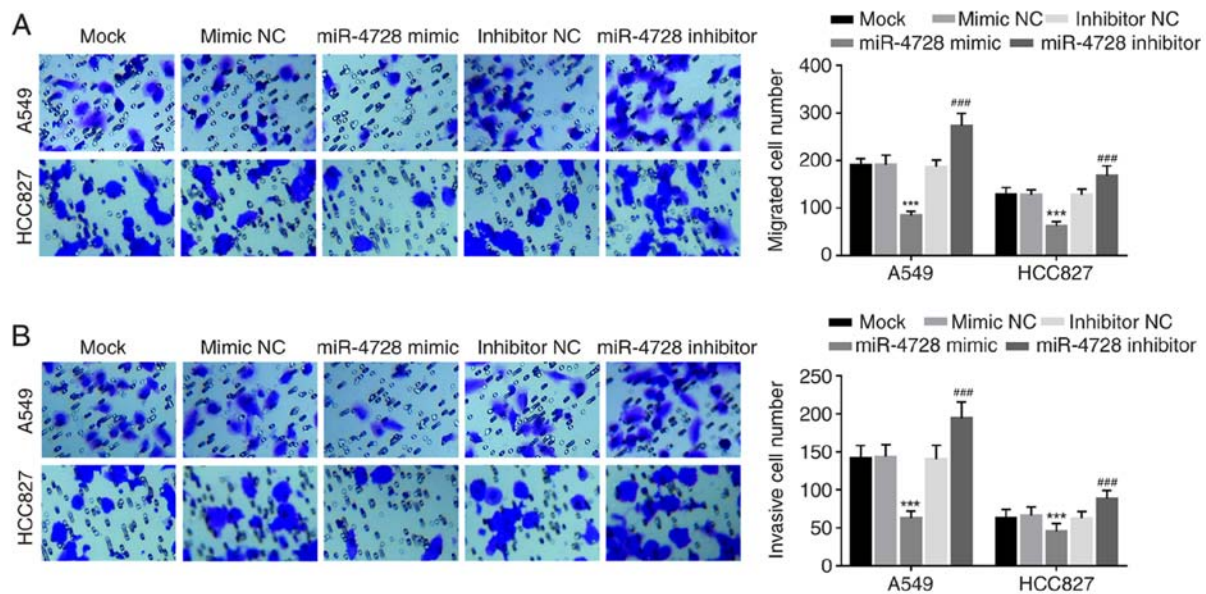 A
Mock Mimic NC miR-4728 mimic Inhibitor NC miR-4728 inhibitor
A549
HCC827
Mock Mimic NC Inhibitor NC
miR-4728 mimic miR-4728 inhibitor
Migrated cell number
400
300
200
100
0
***
###
***
###
A549 HCC827
B
Mock Mimic NC miR-4728 mimic Inhibitor NC miR-4728 inhibitor
A549
HCC827
Mock Mimic NC Inhibitor NC
miR-4728 mimic miR-4728 inhibitor
Invasive cell number
250
200
150
100
50
0
***
###
***
###
A549 HCC827